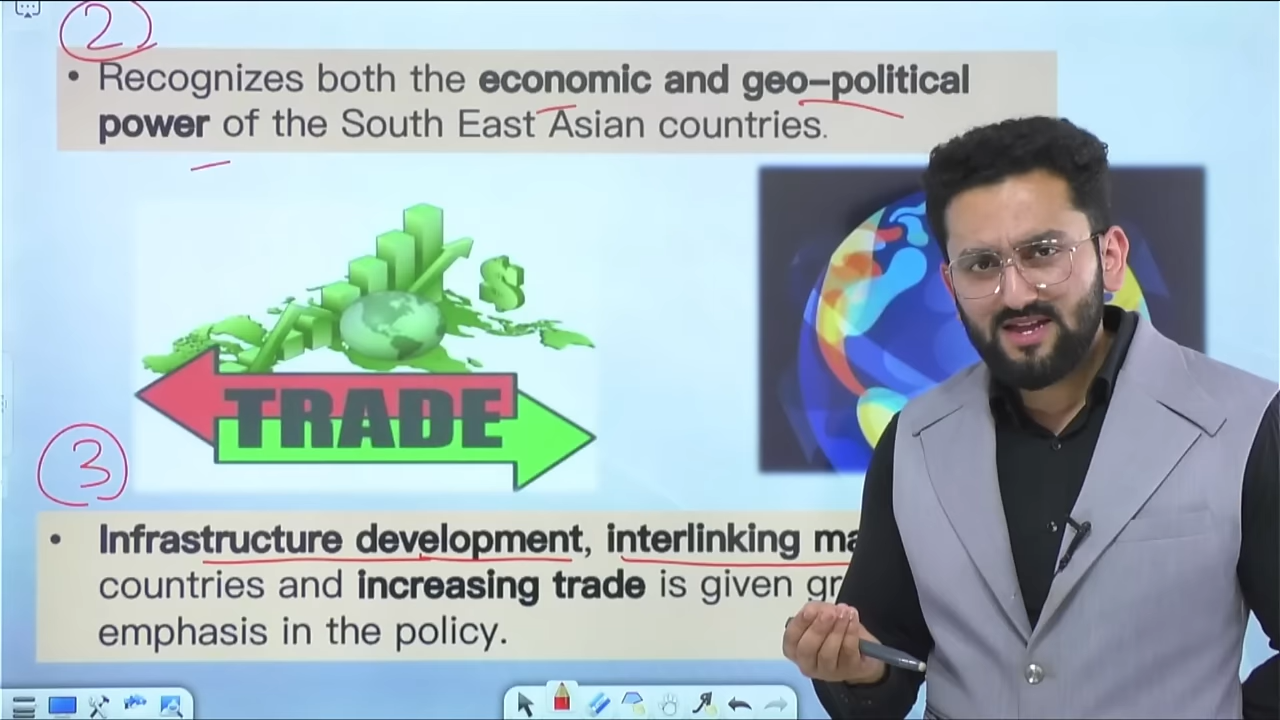 2
• Recognizes both the economic and geo–political
power of the South East Asian countries.
$
TRADE
3
• Infrastructure development, interlinking
countries and increasing trade is given
emphasis in the policy.